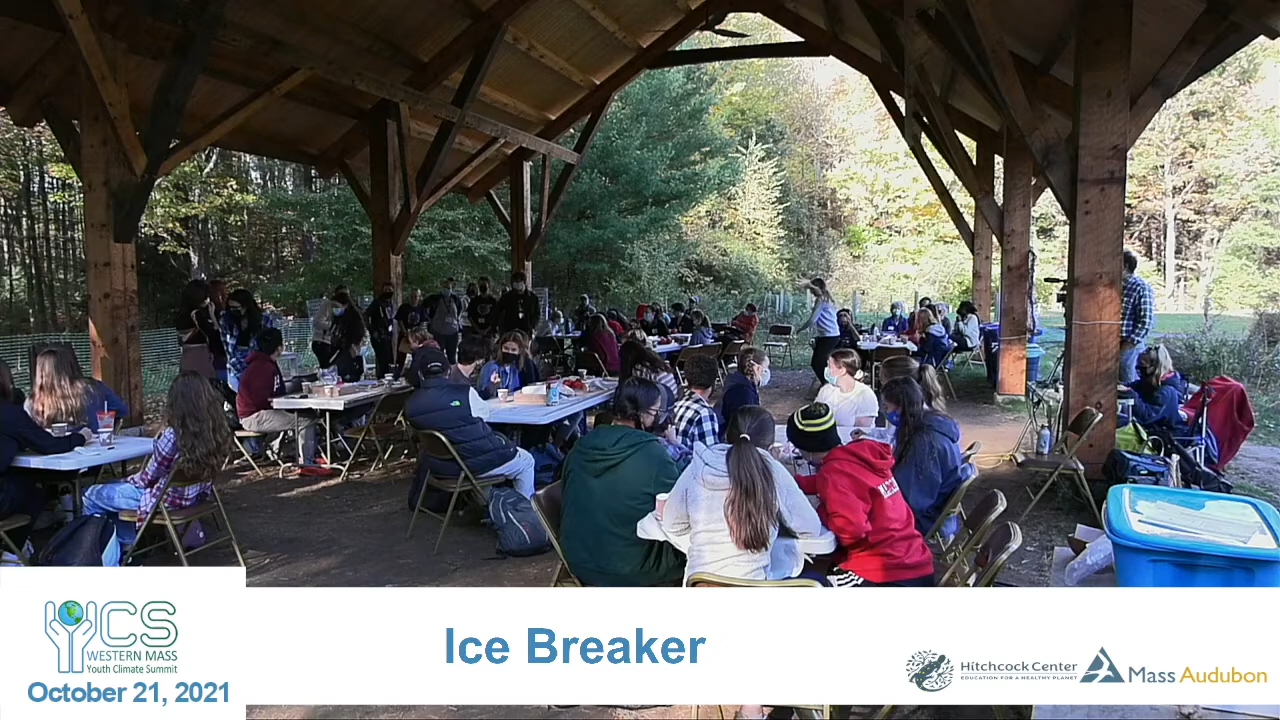 YCS
WESTERN MASS
Youth Climate Summit
October 21, 2021
Ice Breaker
Hitchcock Center
EDUCATION FOR A HEALTHY PLANET
Mass Audubon